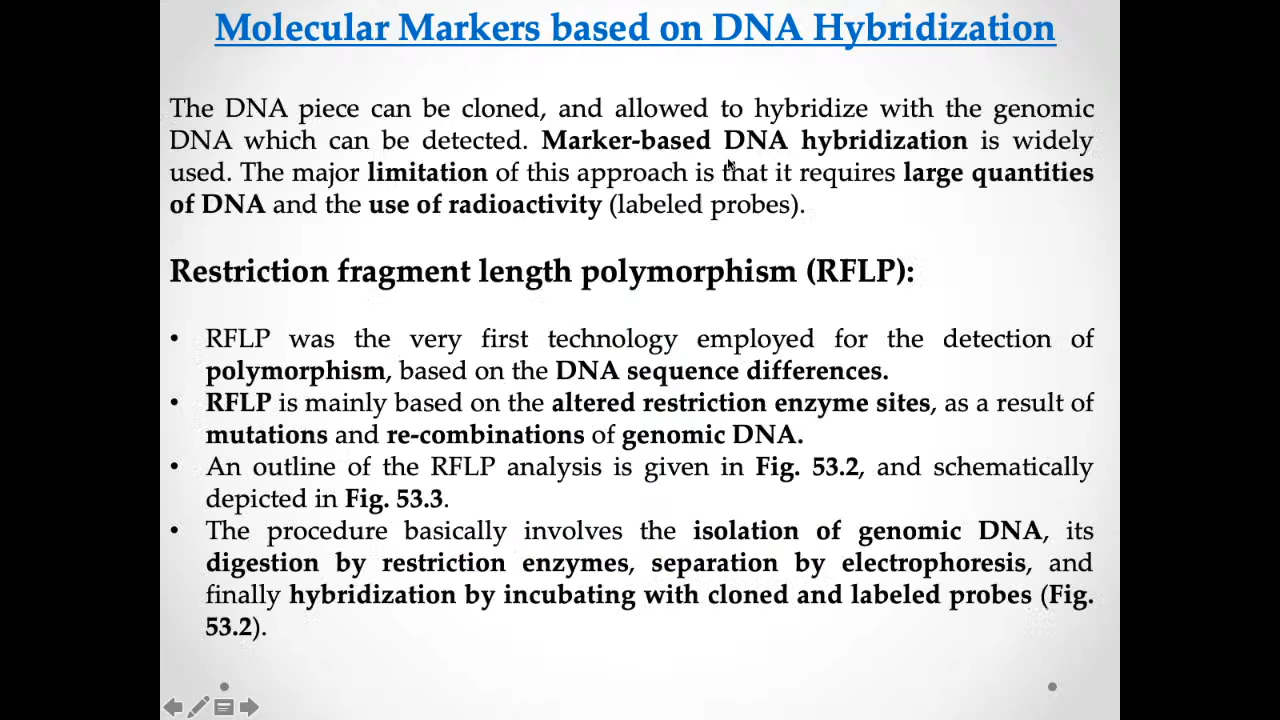 Molecular Markers based on DNA Hybridization
The DNA piece can be cloned, and allowed to hybridize with the genomic
DNA which can be detected. Marker-based DNA hybridization is widely
used. The major limitation of this approach is that it requires large quantities
of DNA and the use of radioactivity (labeled probes).
Restriction fragment length polymorphism (RFLP):
• RFLP was the very first technology employed for the detection of
polymorphism, based on the DNA sequence differences.
• RFLP is mainly based on the altered restriction enzyme sites, as a result of
mutations and re-combinations of genomic DNA.
• An outline of the RFLP analysis is given in Fig. 53.2, and schematically
depicted in Fig. 53.3.
• The procedure basically involves the isolation of genomic DNA, its
digestion by restriction enzymes, separation by electrophoresis, and
finally hybridization by incubating with cloned and labeled probes (Fig.
53.2).